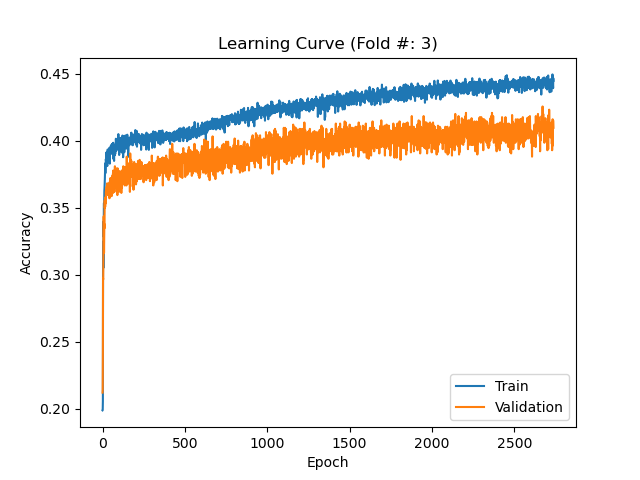 Learning Curve (Fold #: 3)
0.45
0.40
0.35
0.30
0.25
0.20
Accuracy
0 500 1000 1500 2000 2500
Epoch
Train
Validation